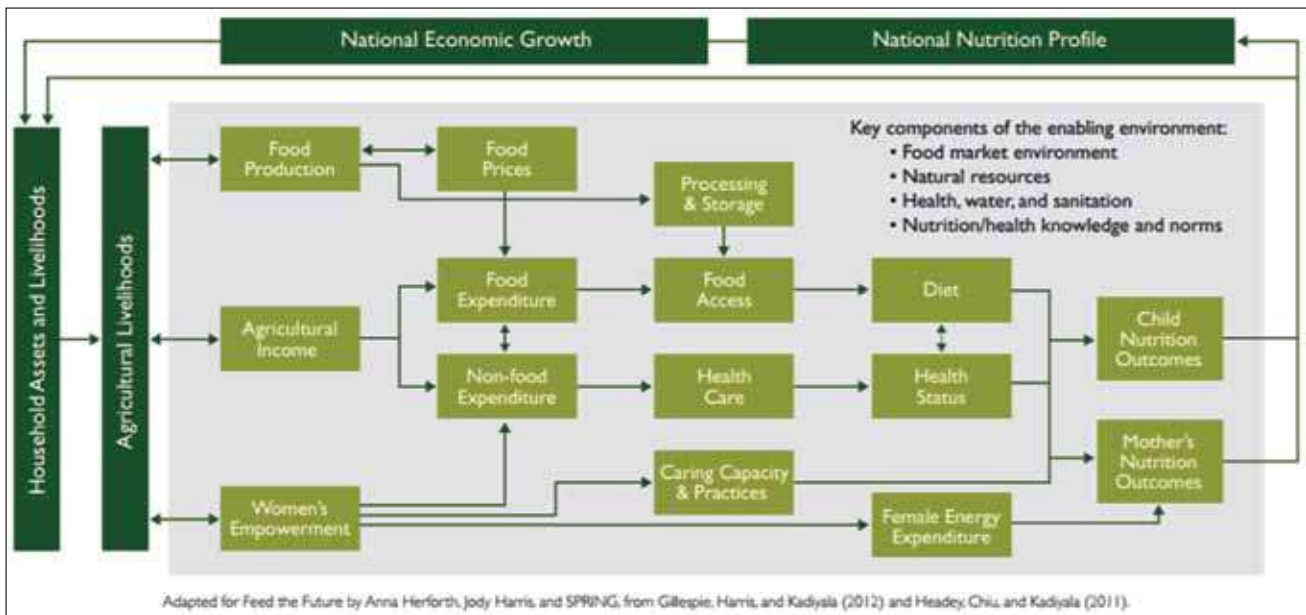 National Economic Growth
National Nutrition Profile
Household Assets and Livelihoods
Agricultural Livelihoods
Food
Production
Food
Prices
Processing
& Storage
Key components of the enabling environment:
• Food market environment
• Natural resources
• Health, water, and sanitation
• Nutrition/health knowledge and norms
Agricultural
Income
Food
Expenditure
Food
Access
Diet
Non-food
Expenditure
Health
Care
Health
Status
Child
Nutrition
Outcomes
Women's
Empowerment
Caring Capacity
& Practices
Female Energy
Expenditure
Mother's
Nutrition
Outcomes
Adapted for Feed the Future by Anna Herforth, Jody Harris, and SPRING, from Gillespie, Harris, and Kadiyala (2012) and Headey, Chiu, and Kadiyala (2011).